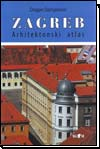 Dragan Damjanović
ZAGREB
Arhitektonski atlas